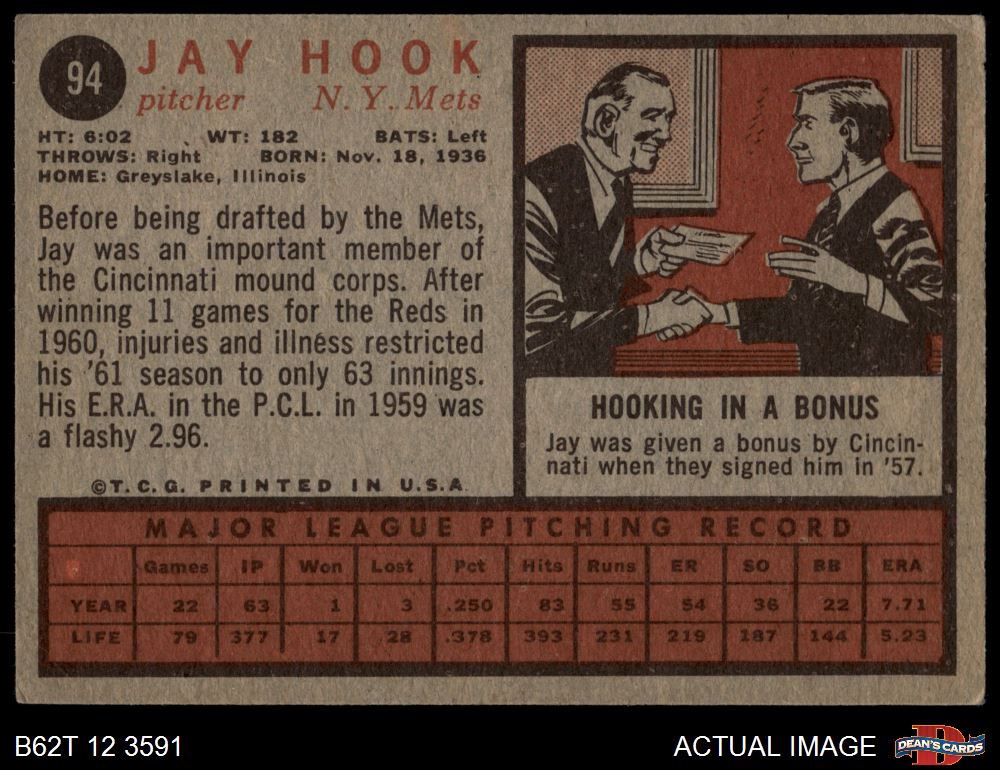 94
JAY HOOK
pitcher N. Y. Mets
HT: 6:02 WT: 182 BATS: Left
THROWS: Right BORN: Nov. 18, 1936
HOME: Greyslake, Illinois
Before being drafted by the Mets,
Jay was an important member of
the Cincinnati mound corps. After
winning 11 games for the Reds in
1960, injuries and illness restricted
his '61 season to only 63 innings.
His E.R.A. in the P.C.L. in 1959 was
a flashy 2.96.
©T.C.G. PRINTED IN U.S.A.
HOOKING IN A BONUS
Jay was given a bonus by Cincin-
nati when they signed him in '57.
MAJOR LEAGUE PITCHING RECORD
Games IP Won Lost Pct Hits Runs ER SO BB ERA
YEAR 22 63 1 3 .250 83 55 54 36 22 7.71
LIFE 79 377 17 28 .378 393 231 219 187 144 5.23
B62T 12 3591
ACTUAL IMAGE
D
DEAN'S CARDS